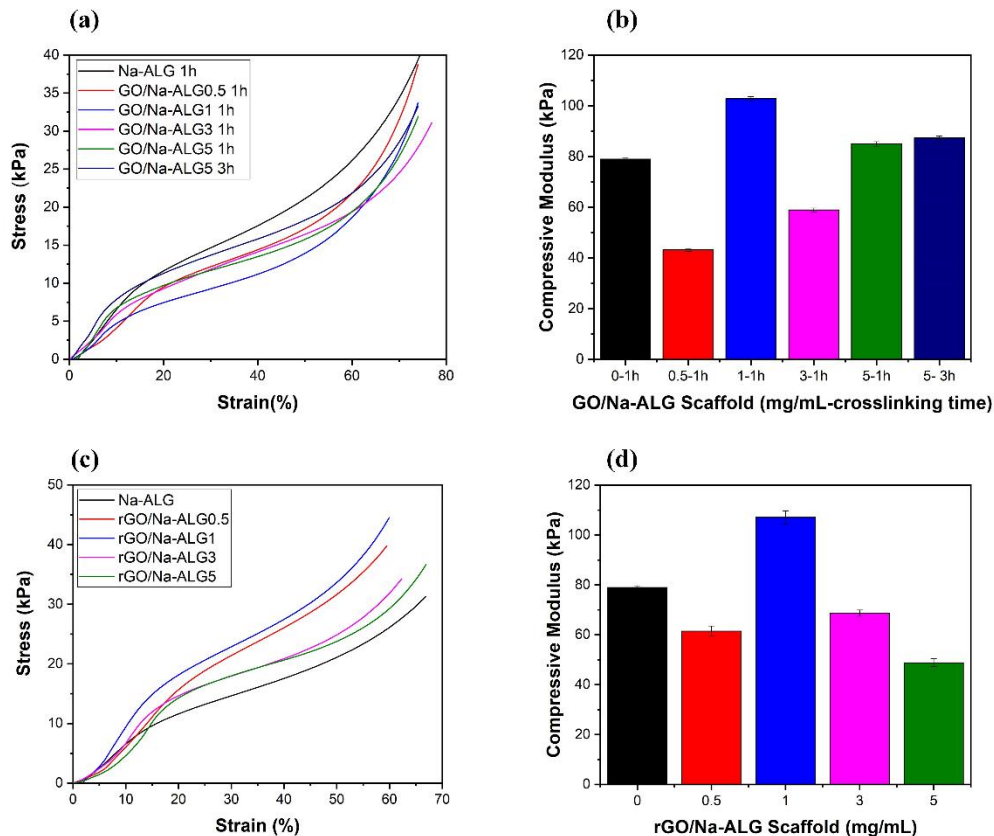 (a)
40
35
30
25
20
15
10
5
0
Stress (kPa)
Na-ALG 1h
GO/Na-ALG0.5 1h
GO/Na-ALG1 1h
GO/Na-ALG3 1h
GO/Na-ALG5 1h
GO/Na-ALG5 3h
0 20 40 60 80
Strain(%)
(b)
120
100
80
60
40
20
0
Compressive Modulus (kPa)
0-1h 0.5-1h 1-1h 3-1h 5-1h 5- 3h
GO/Na-ALG Scaffold (mg/mL-crosslinking time)
(c)
50
40
30
20
10
0
Stress (kPa)
Na-ALG
rGO/Na-ALG0.5
rGO/Na-ALG1
rGO/Na-ALG3
rGO/Na-ALG5
0 10 20 30 40 50 60 70
Strain (%)
(d)
120
100
80
60
40
20
0
Compressive Modulus (kPa)
0 0.5 1 3 5
rGO/Na-ALG Scaffold (mg/mL)